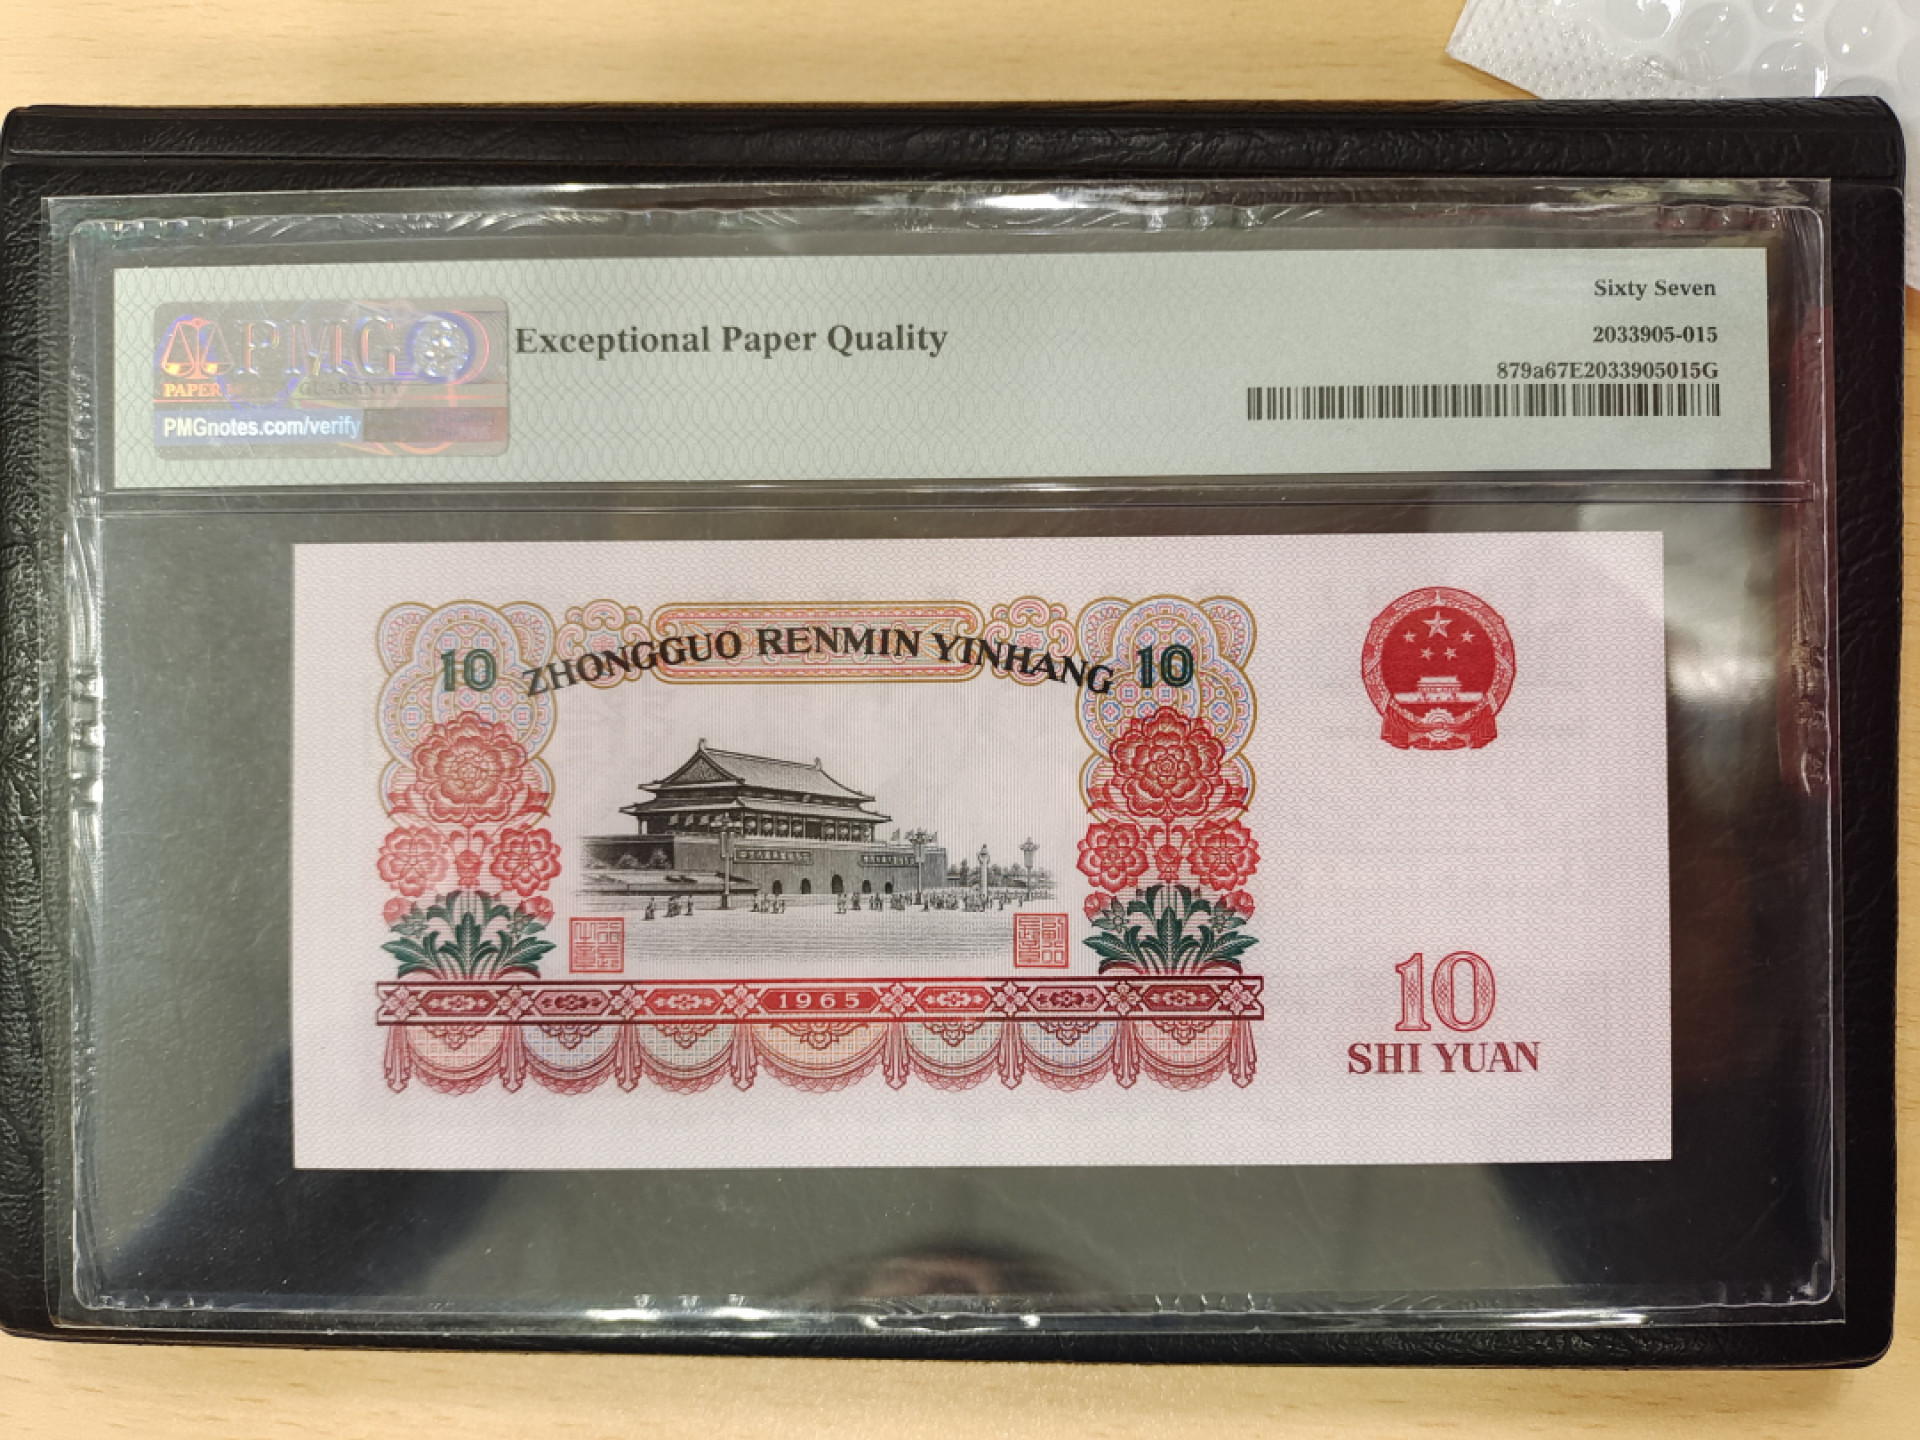 Sixty Seven
PMG
Exceptional Paper Quality
2033905-015
PAPER GUARANTY
879a67E2033905015G
PMGnotes.com/verify
10 ZHONGGUO RENMIN YINHANG 10
1965
10
SHI YUAN